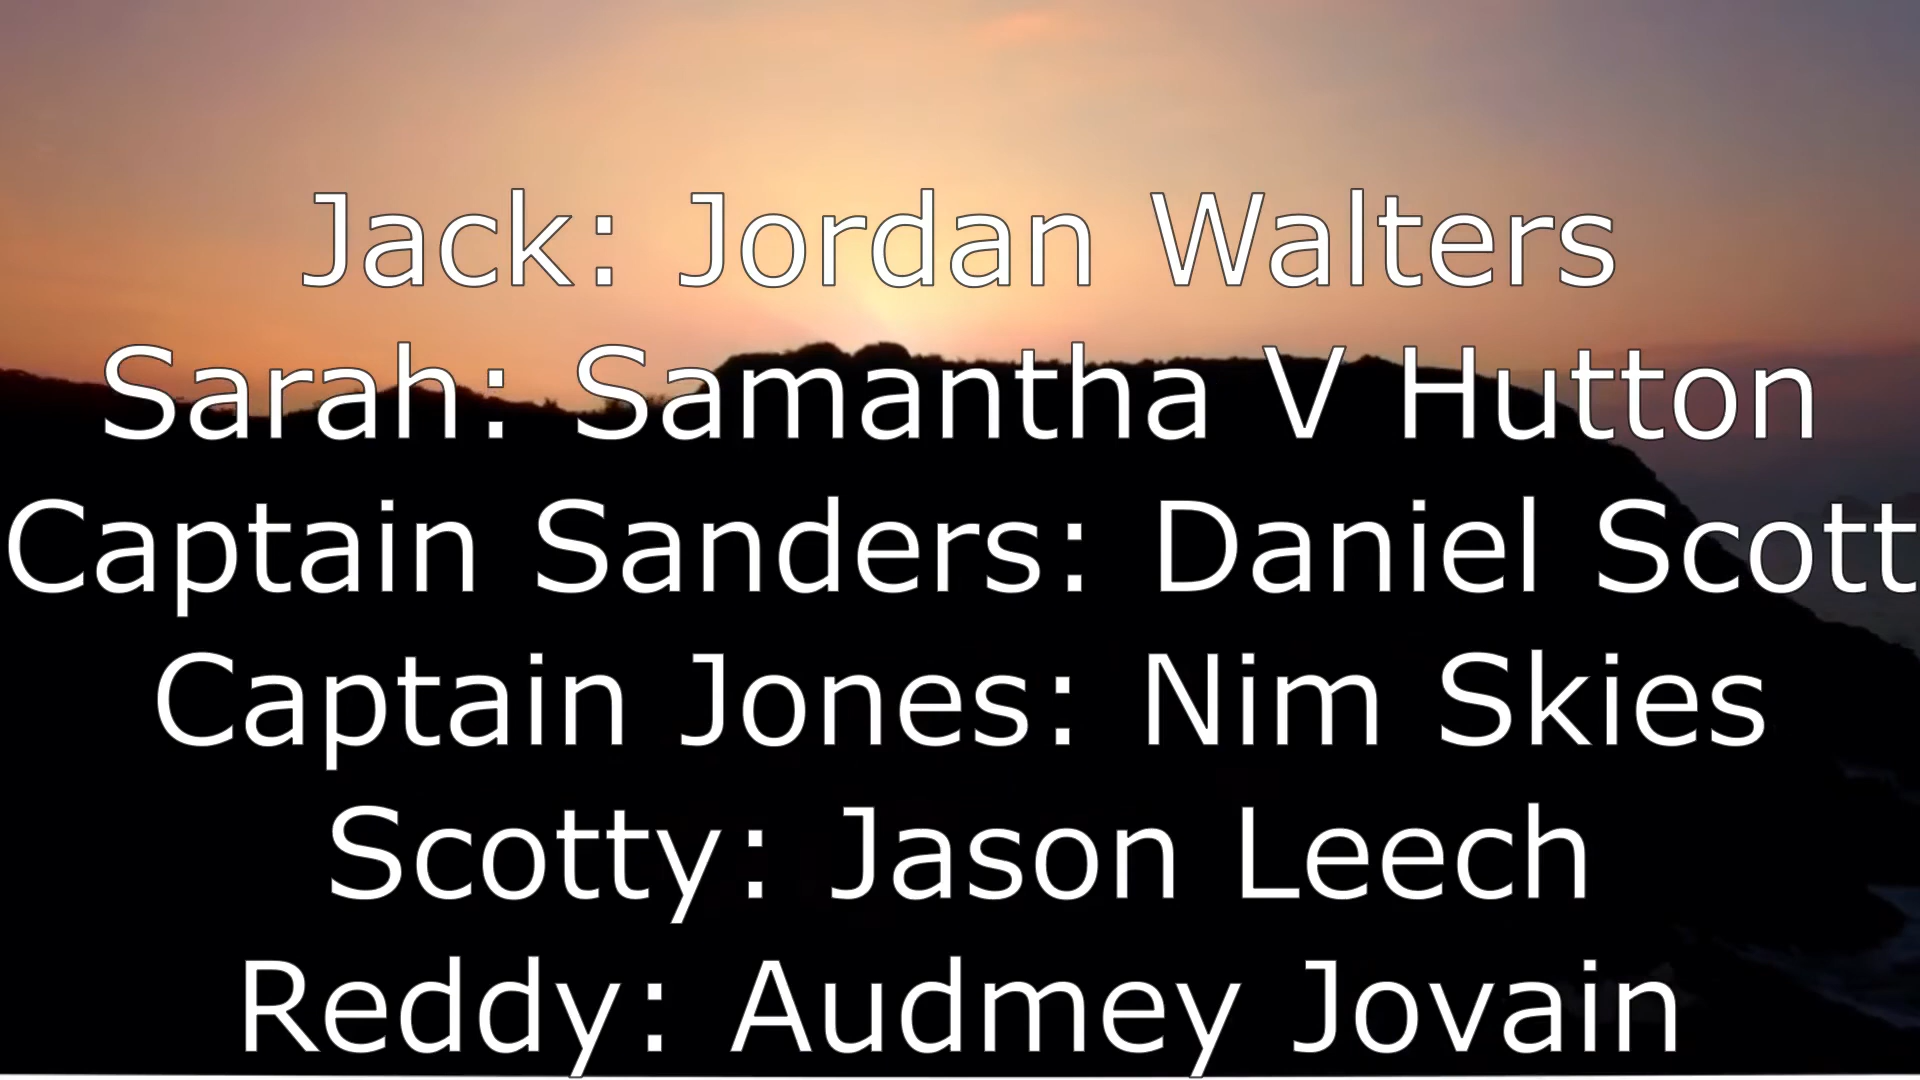 Jack: Jordan Walters
Sarah: Samantha V Hutton
Captain Sanders: Daniel Scott
Captain Jones: Nim Skies
Scotty: Jason Leech
Reddy: Audmey Jovain